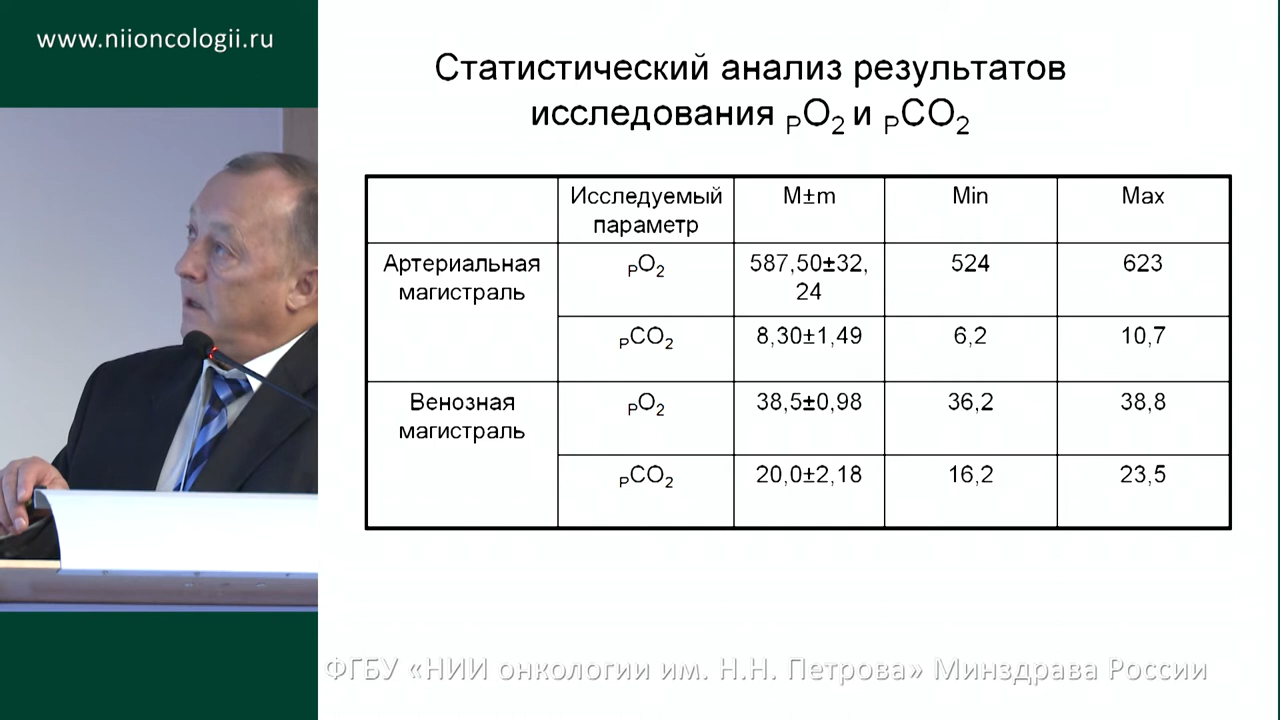 www.niioncologii.ru
Статистический анализ результатов
исследования PO2 и PCO2
Исследуемый параметр M±m Min Max
Артериальная магистраль PO2 587,50±32,24 524 623
PCO2 8,30±1,49 6,2 10,7
Венозная магистраль PO2 38,5±0,98 36,2 38,8
PCO2 20,0±2,18 16,2 23,5
ФГБУ «НИИ онкологии им. Н.Н. Петрова» Минздрава России